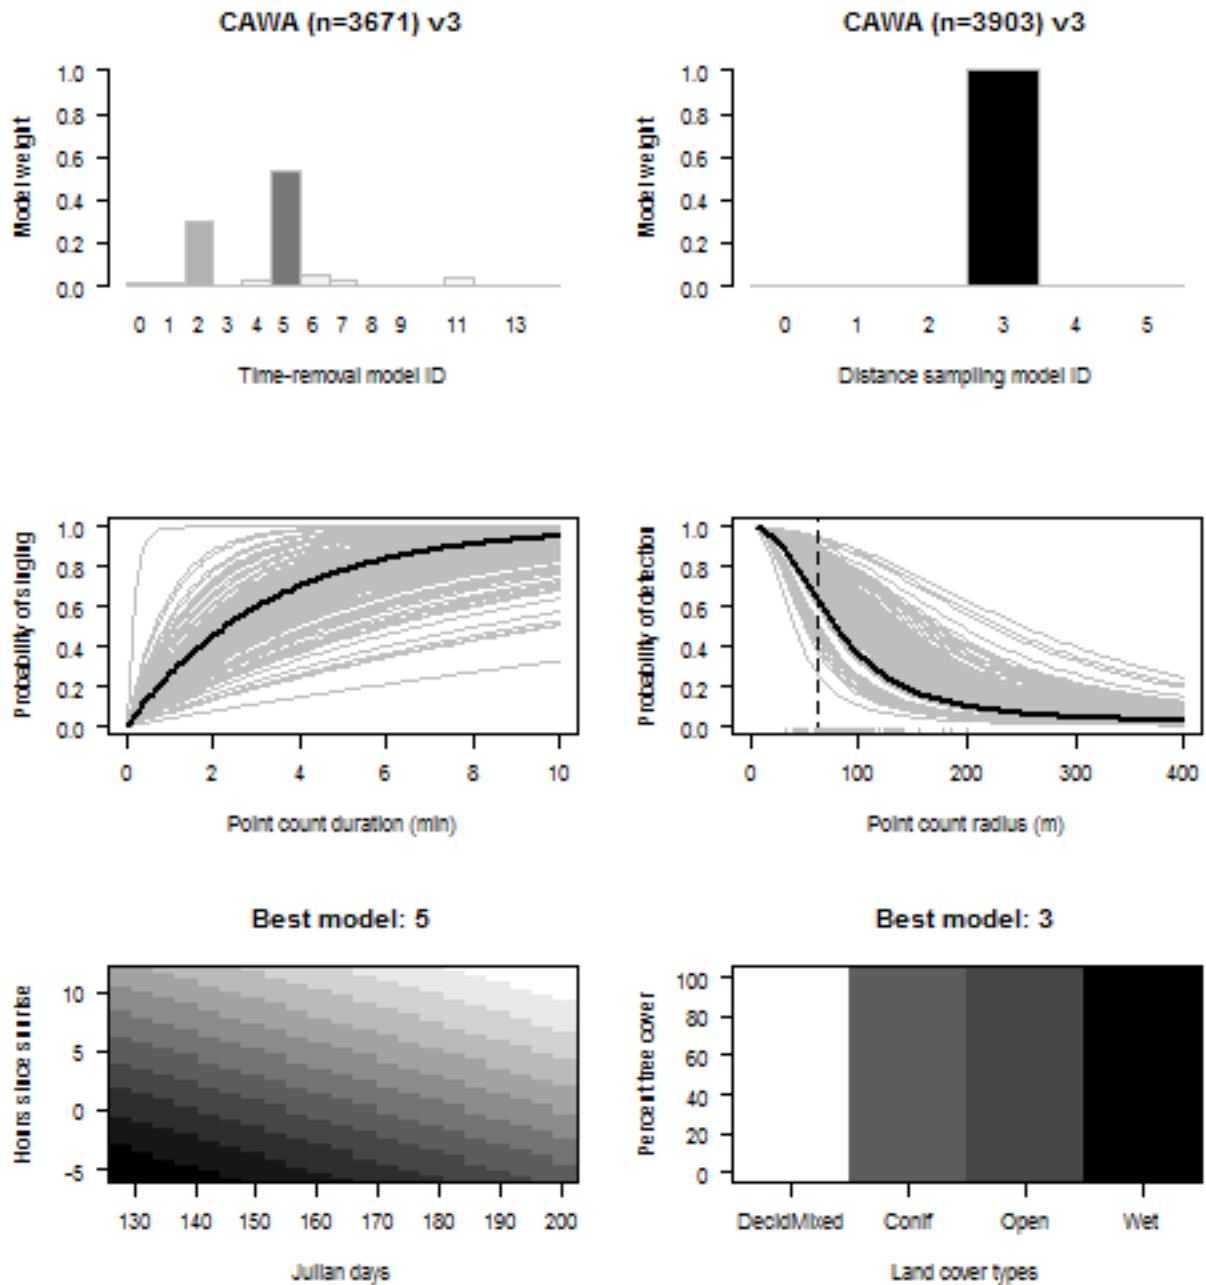 CAWA (n=3671) v3
Model weight
1.0
0.8
0.6
0.4
0.2
0.0
0 1 2 3 4 5 6 7 8 9 11 13
Time-removal model ID
CAWA (n=3903) v3
Model weight
1.0
0.8
0.6
0.4
0.2
0.0
0 1 2 3 4 5
Distance sampling model ID
Probability of singing
1.0
0.8
0.6
0.4
0.2
0.0
0 2 4 6 8 10
Point count duration (min)
Probability of detection
1.0
0.8
0.6
0.4
0.2
0.0
0 100 200 300 400
Point count radius (m)
Best model: 5
Hours since sunrise
10
5
0
-5
130 140 150 160 170 180 190 200
Julian days
Best model: 3
Percent tree cover
100
80
60
40
20
0
DecidMixed Conif Open Wet
Land cover types